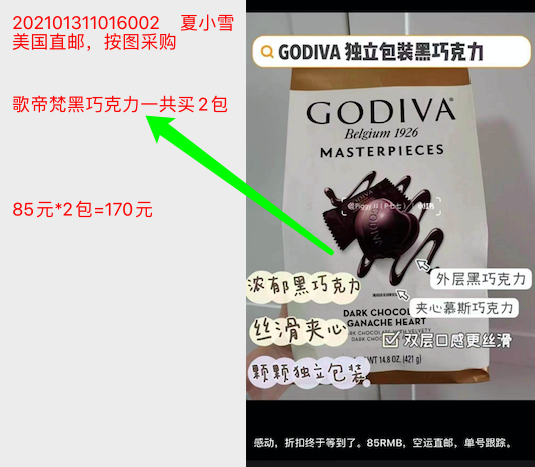 202101311016002 夏小雪
美国直邮，按图采购
歌帝梵黑巧克力一共买2包
85元*2包=170元
GODIVA 独立包装黑巧克力
GODIVA
Belgium 1926
MASTERPIECES
GODIVA
外层黑巧克力
浓郁黑巧克力
夹心慕斯巧克力
DARK CHOCOL
GANACHE HEART
丝滑夹心
双层口感更丝滑
DARK CHOCOLATE WITH VELVETY
WT 14.8 OZ. (421 g)
颗颗独立包装
感动，折扣终于等到了。85RMB，空运直邮，单号跟踪。